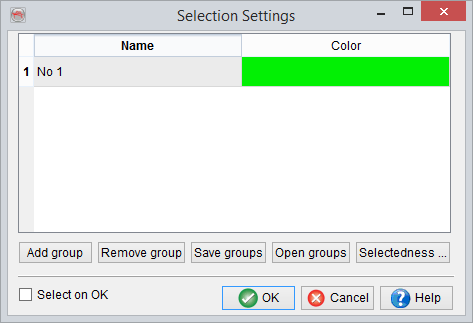 Selection Settings
Name Color
1 No 1
Add group Remove group Save groups Open groups Selectedness ...
Select on OK
OK Cancel Help